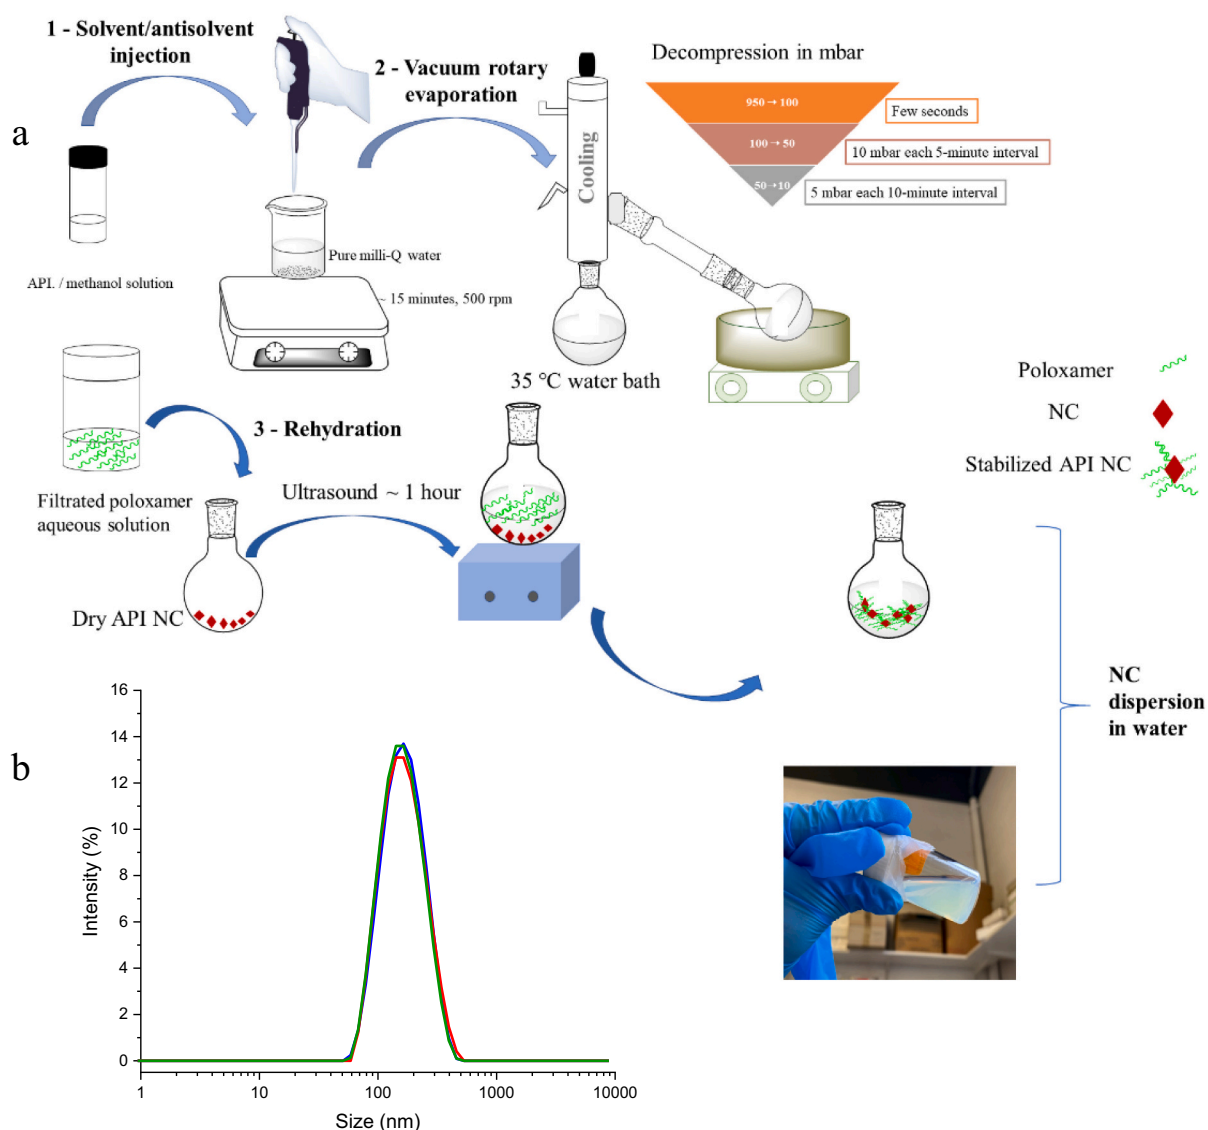 a
1 - Solvent/antisolvent
injection
2 - Vacuum rotary
evaporation
Decompression in mbar
950→100
Few seconds
100→50
10 mbar each 5-minute interval
50→10
5 mbar each 10-minute interval
Cooling
API. / methanol solution
Pure milli-Q water
~ 15 minutes, 500 rpm
35 °C water bath
Poloxamer
NC
Stabilized API NC
3 - Rehydration
Filtrated poloxamer
aqueous solution
Ultrasound ~ 1 hour
Dry API NC
NC
dispersion
in water
b
16
14
12
10
8
6
4
2
0
Intensity (%)
1
10
100
1000
10000
Size (nm)